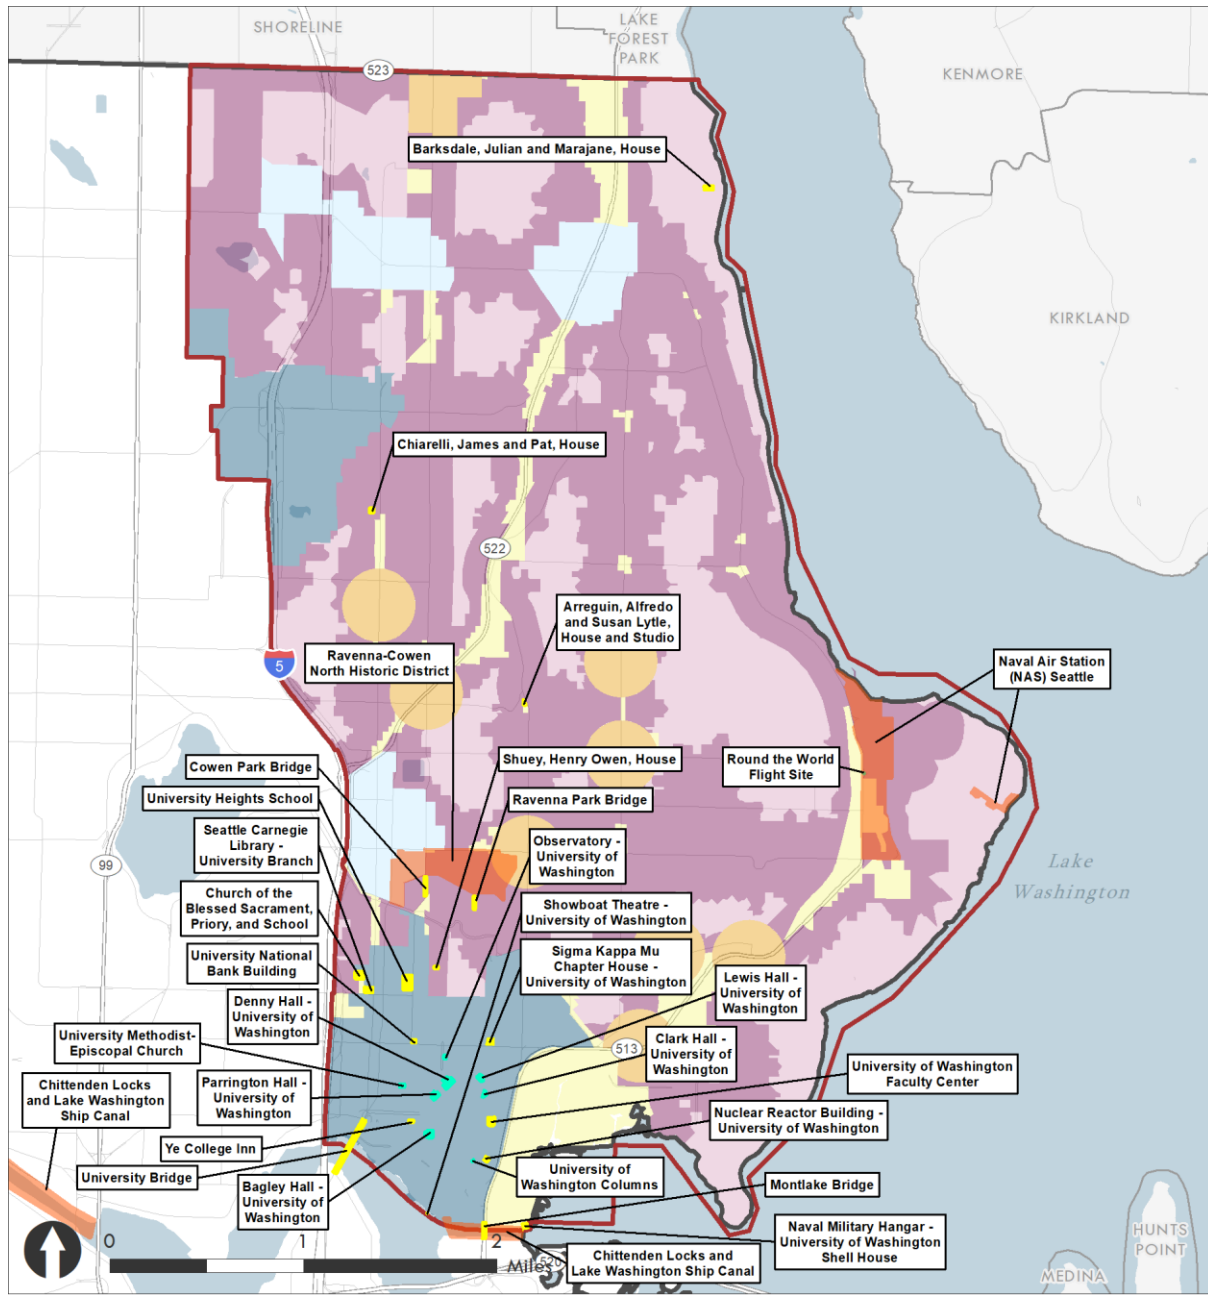 SHORELINE
LAKE
FOREST
PARK
523
KENMORE
Barksdale, Julian and Marajane, House
KIRKLAND
Chiarelli, James and Pat, House
522
Arreguin, Alfredo
and Susan Lytle,
House and Studio
Ravenna-Cowen
North Historic District
5
Naval Air Station
(NAS) Seattle
Cowen Park Bridge
Shuey, Henry Owen, House
Round the World
Flight Site
University Heights School
Ravenna Park Bridge
Seattle Carnegie
Library -
University Branch
Observatory -
University of
Washington
99
Lake
Washington
Church of the
Blessed Sacrament,
Priory, and School
Showboat Theatre -
University of Washington
University National
Bank Building
Sigma Kappa Mu
Chapter House -
University of Washington
Lewis Hall -
University of
Washington
Denny Hall -
University of
Washington
University Methodist-
Episcopal Church
513
Clark Hall -
University of
Washington
University of Washington
Faculty Center
Chittenden Locks
and Lake Washington
Ship Canal
Parrington Hall -
University of
Washington
Nuclear Reactor Building -
University of Washington
Ye College Inn
University Bridge
University of
Washington Columns
Montlake Bridge
Bagley Hall -
University of
Washington
Naval Military Hangar -
University of Washington
Shell House
HUNTS
POINT
0
1
2
Miles
520
Chittenden Locks and
Lake Washington Ship Canal
MEDINA